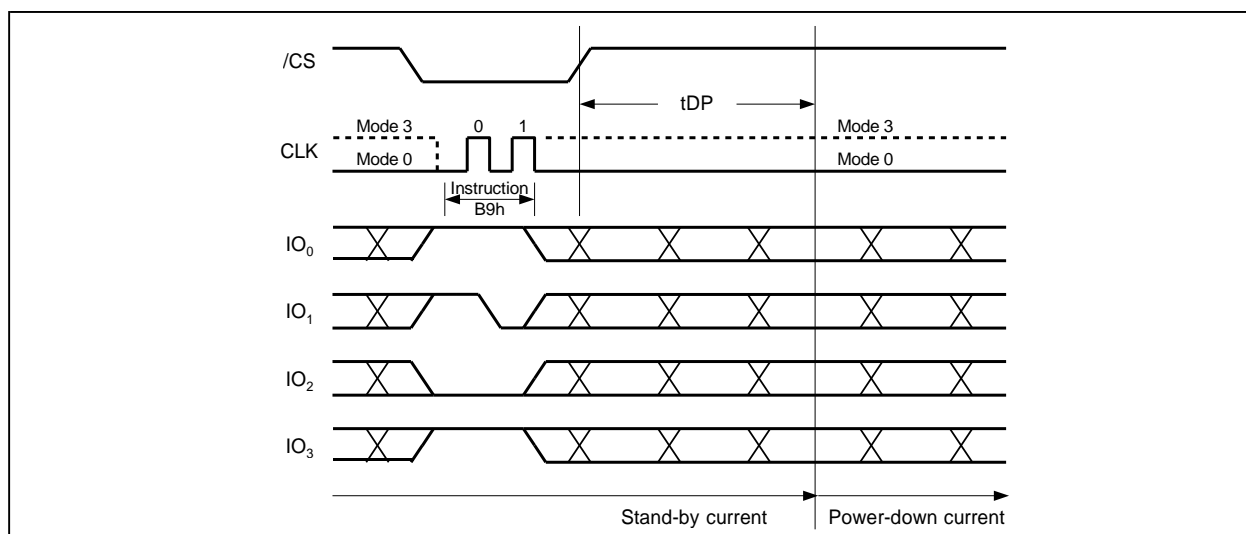 /CS
tDP
Mode 3 0 1 Mode 3
CLK
Mode 0 Mode 0
Instruction
B9h
IO0
IO1
IO2
IO3
Stand-by current Power-down current